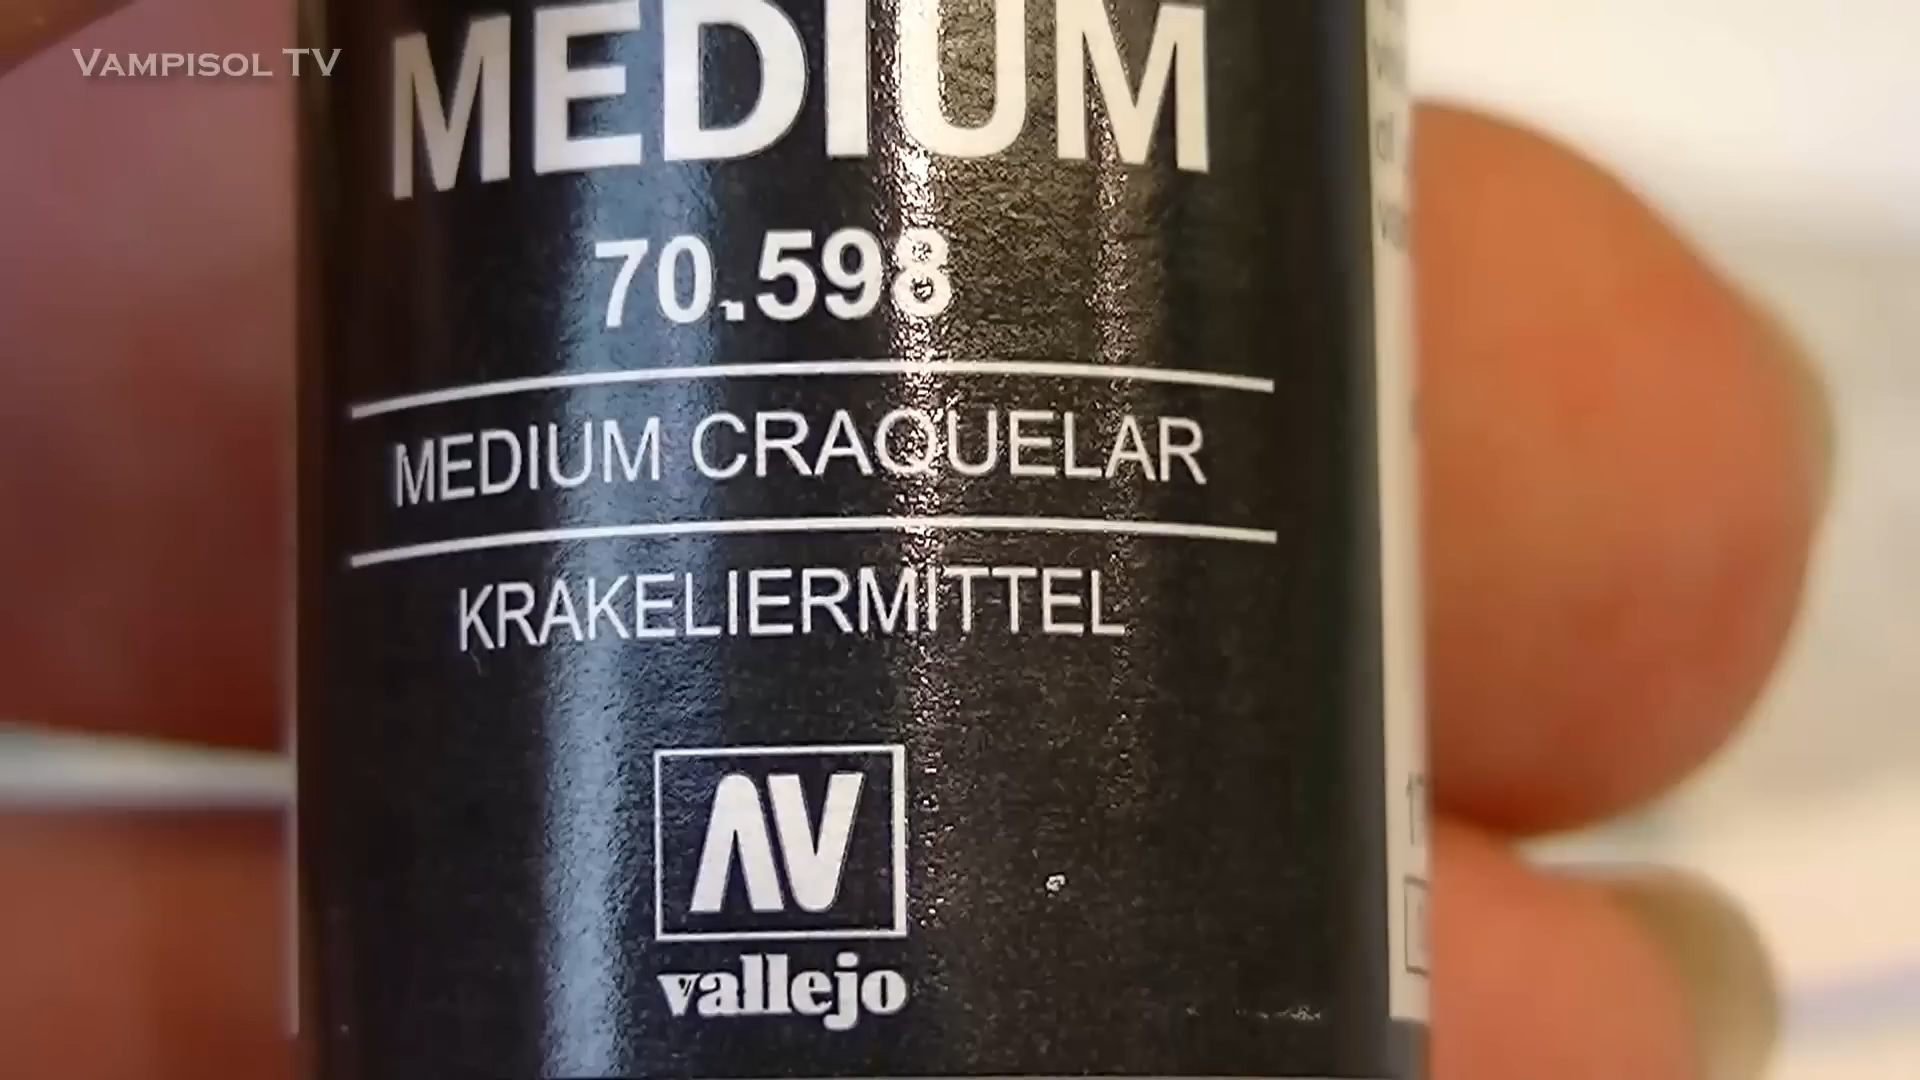 VAMPISOL TV
MEDIUM
70.598
MEDIUM CRAQUELAR
KRAKELIERMITTEL
AV
vallejo